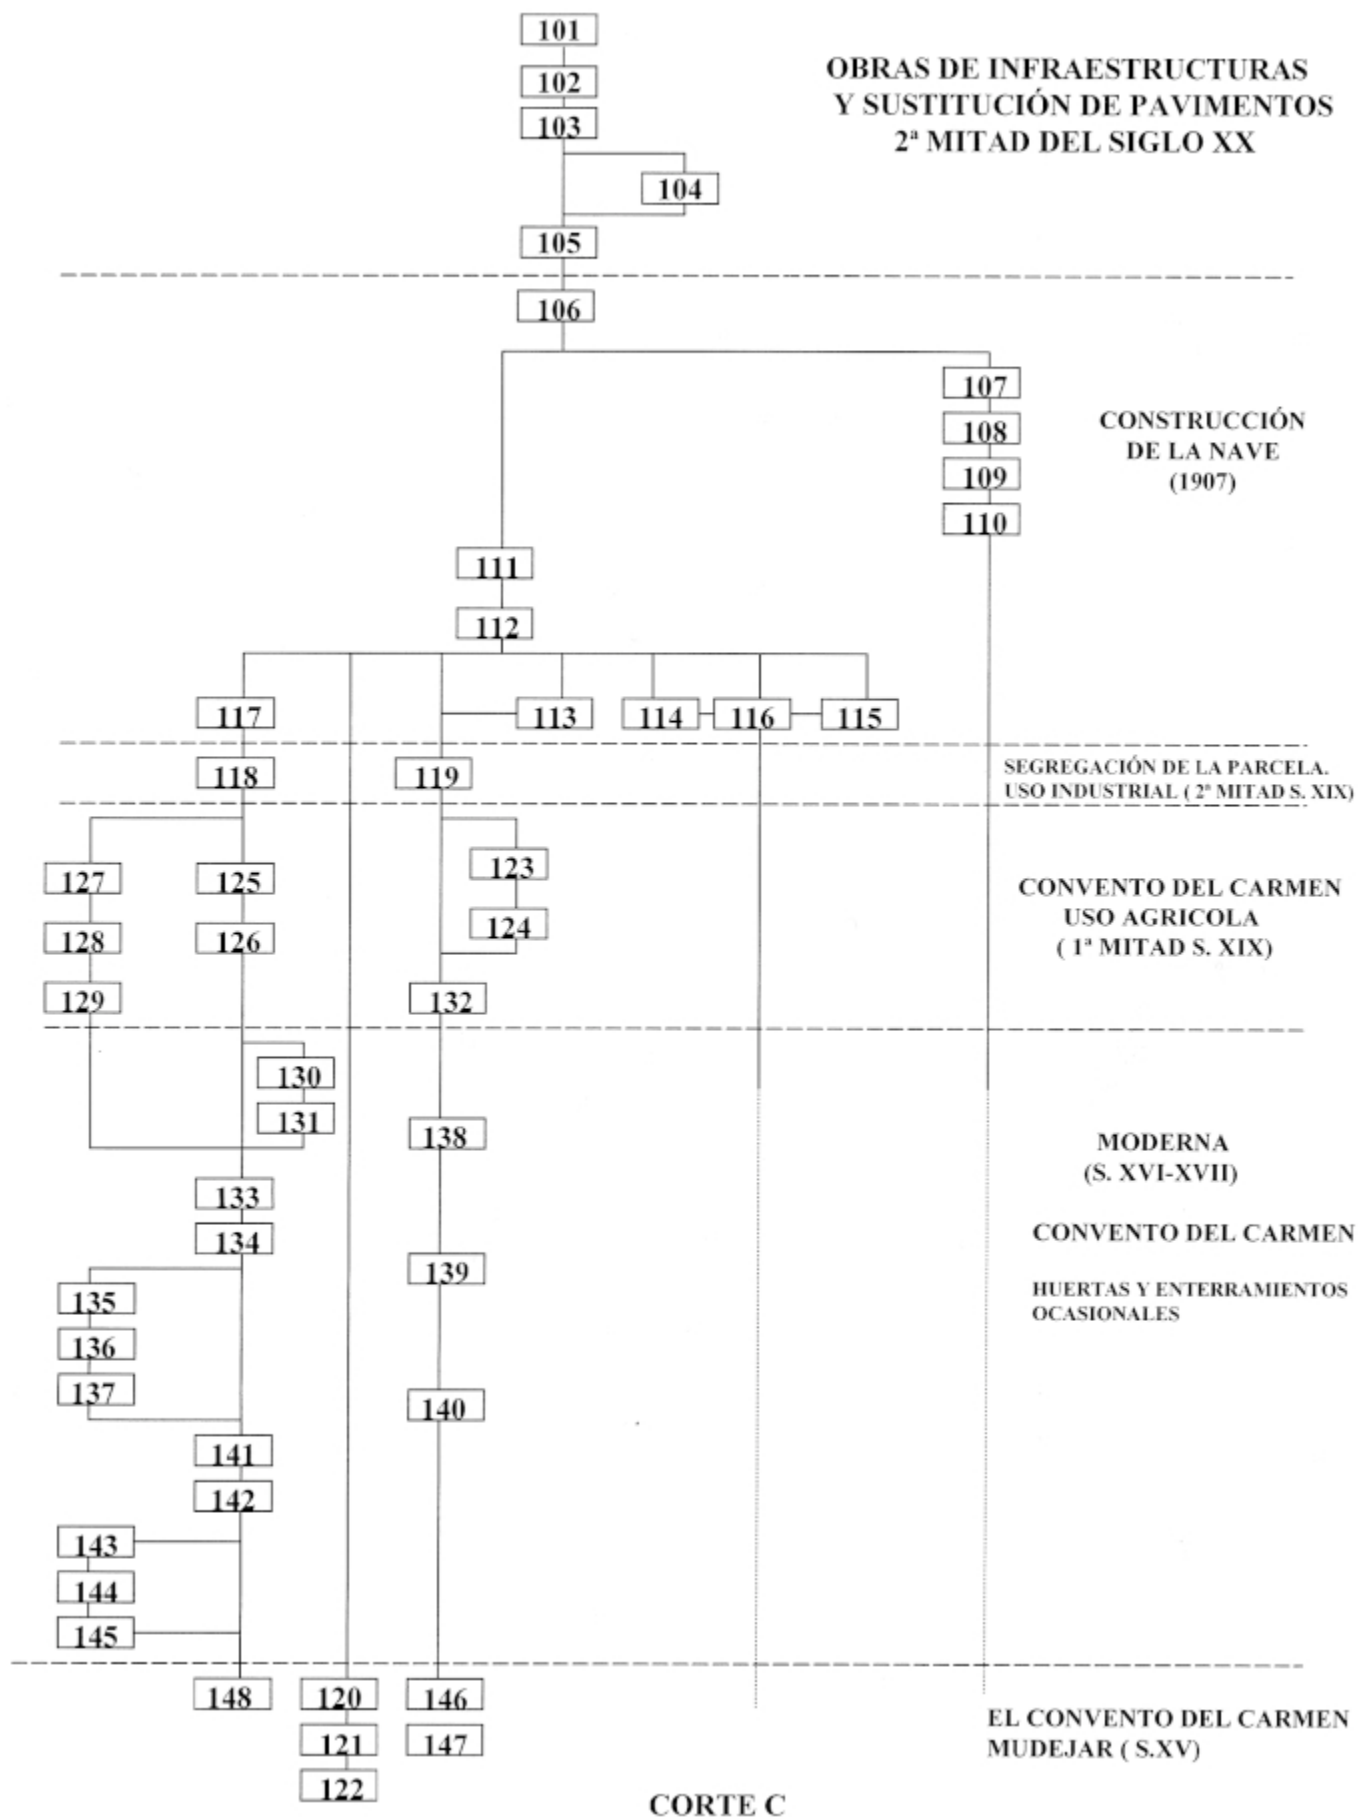 101
102
OBRAS DE INFRAESTRUCTURAS
Y SUSTITUCIÓN DE PAVIMENTOS
2ª MITAD DEL SIGLO XX
103
104
105
106
107
108
109
110
CONSTRUCCIÓN
DE LA NAVE
(1907)
111
112
117
113
114
116
115
118
119
SEGREGACIÓN DE LA PARCELA.
USO INDUSTRIAL ( 2ª MITAD S. XIX)
127
125
123
128
126
124
129
132
CONVENTO DEL CARMEN
USO AGRICOLA
( 1ª MITAD S. XIX)
130
131
138
133
134
139
135
136
137
140
141
142
143
144
145
MODERNA
(S. XVI-XVII)
CONVENTO DEL CARMEN
HUERTAS Y ENTERRAMIENTOS
OCASIONALES
148
120
146
121
147
122
EL CONVENTO DEL CARMEN
MUDEJAR ( S.XV)
CORTE C